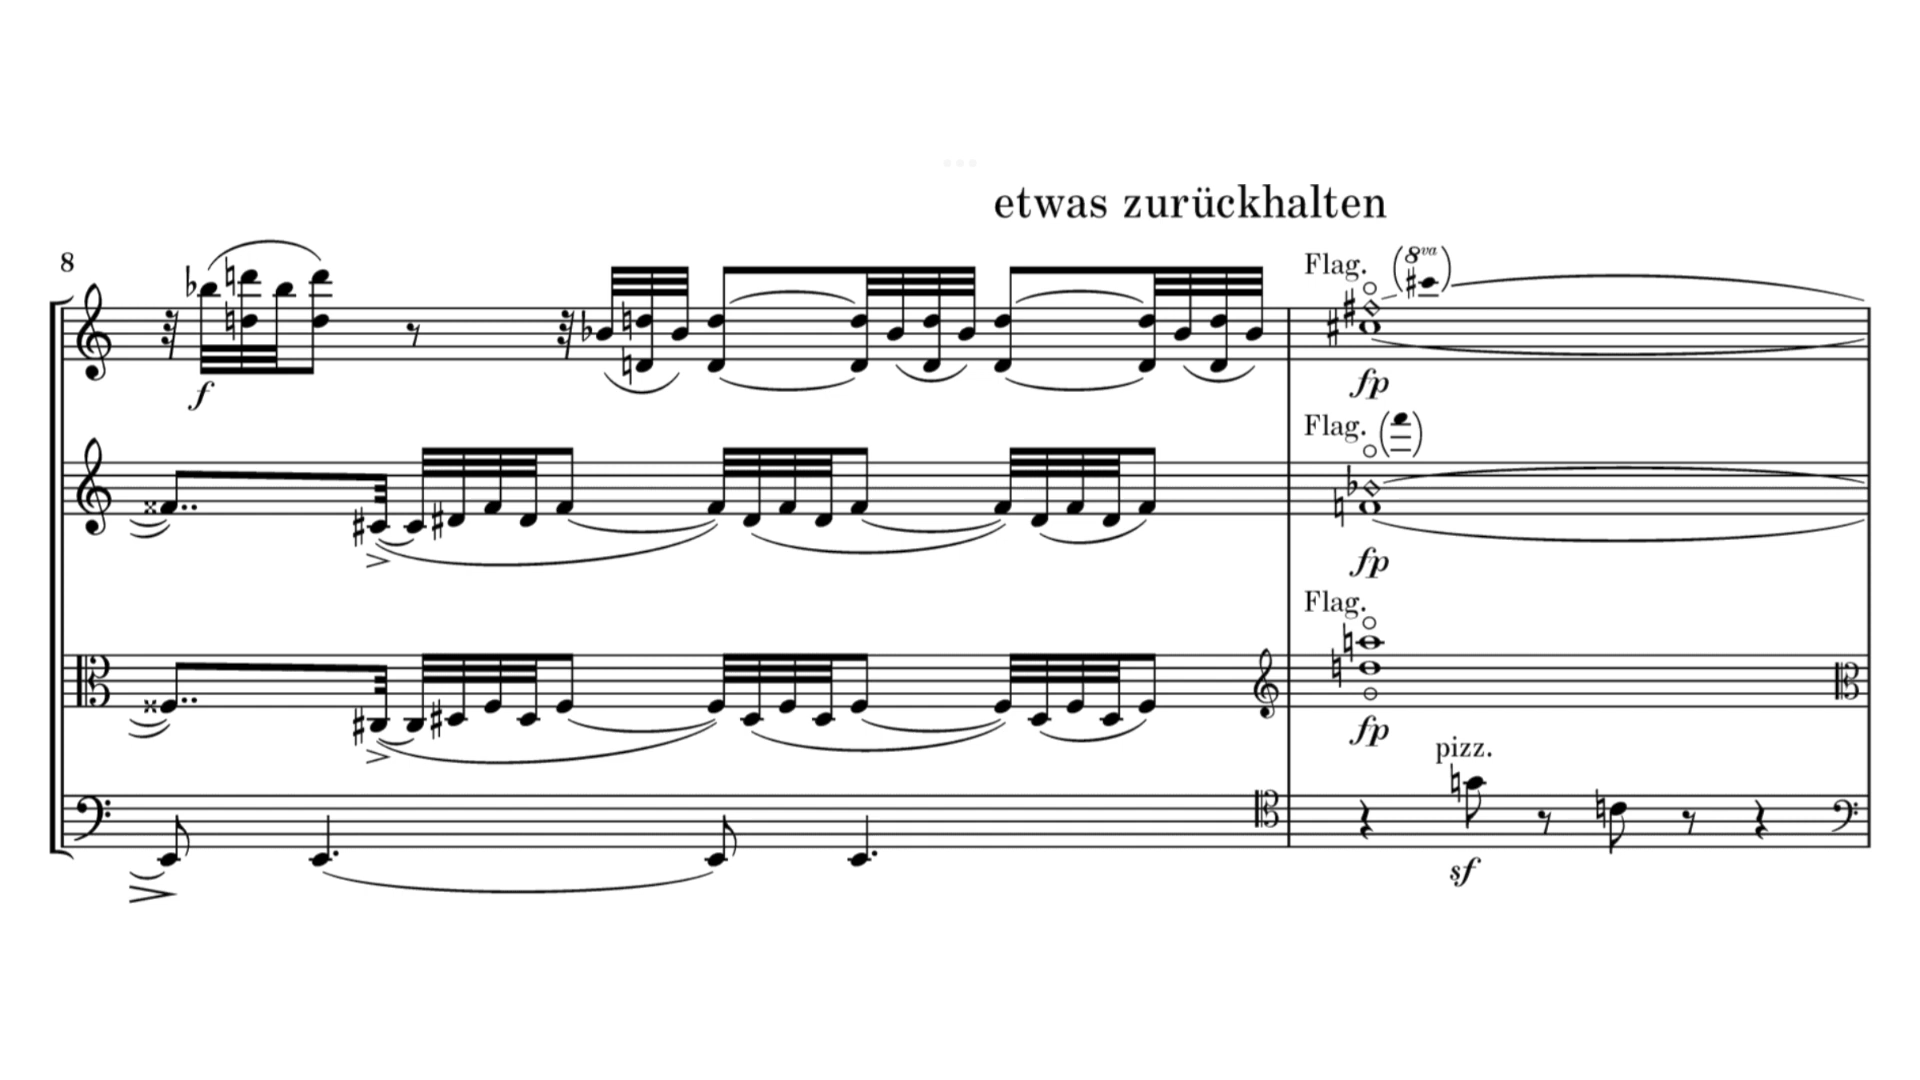 etwas zurückhalten
8
Flag. (8va)
f
fp
Flag.
fp
Flag.
fp
pizz.
sf